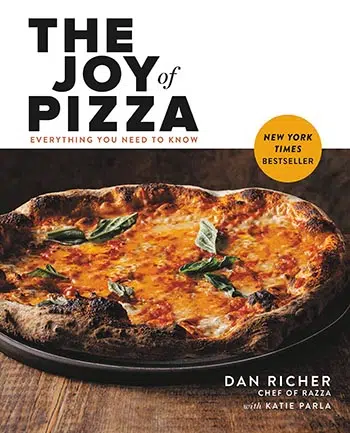 THE
JOY of
PIZZA
EVERYTHING YOU NEED TO KNOW
NEW YORK
TIMES
BESTSELLER
DAN RICHER
CHEF OF RAZZA
with KATIE PARLA